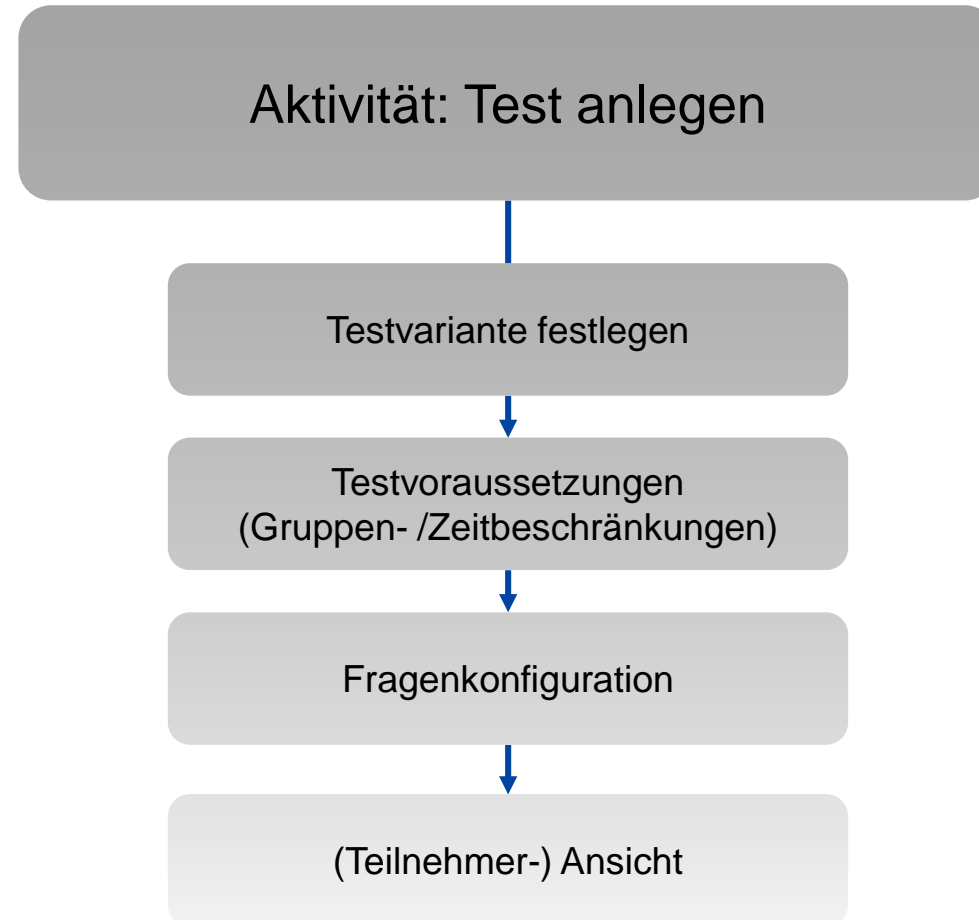 Aktivität: Test anlegen
Testvariante festlegen
Testvoraussetzungen
(Gruppen- /Zeitbeschränkungen)
Fragenkonfiguration
(Teilnehmer-) Ansicht